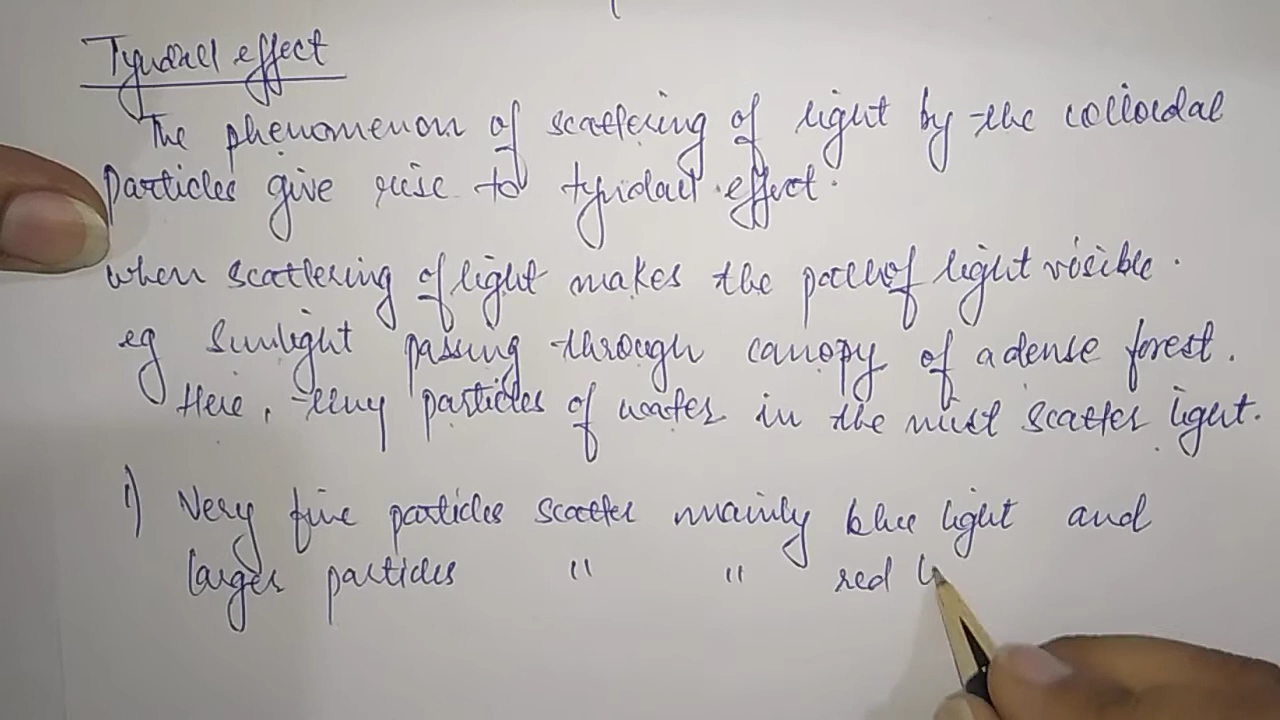 Tyndall effect
The phenomenon of scattering of light by the colloidal
particles give rise to tyndall effect.
when scattering of light makes the path of light visible.
eg Sunlight passing through canopy of a dense forest.
Here, tiny particles of water in the mist scatter light.
1) Very fine particles scatter mainly blue light and
larger particles " " red l